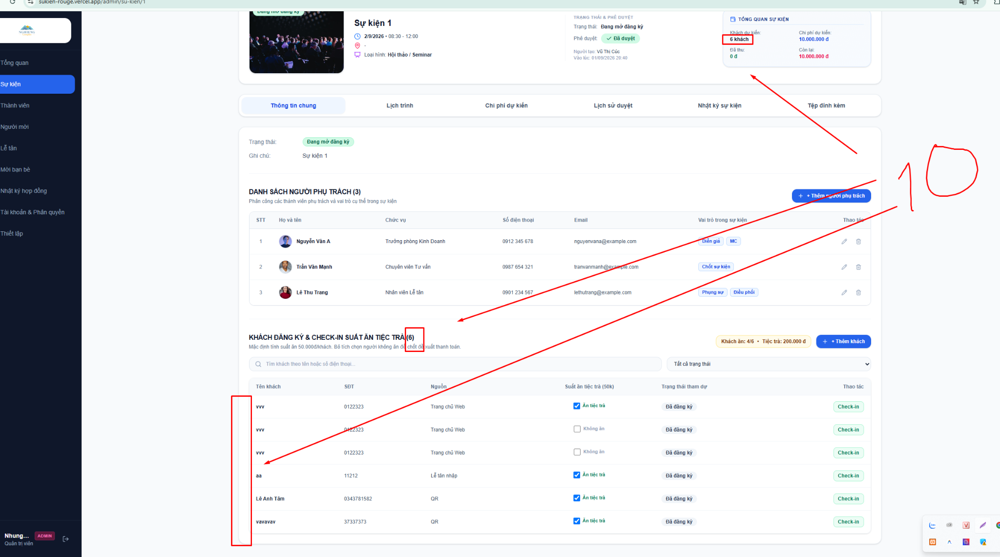 sukien-rouge.vercel.app/admin/su-kien/1
NGHIENG
Tổng quan
Sự kiện
Thành viên
Người mời
Lễ tân
Mời bạn bè
Nhật ký hợp đồng
Tài khoản & Phân quyền
Thiết lập
Nhung...
ADMIN
Quản trị viên
Đang mở đăng ký
Sự kiện 1
2/9/2026 • 08:30 - 12:00
-
Loại hình: Hội thảo / Seminar
TRẠNG THÁI & PHÊ DUYỆT
Trạng thái: Đang mở đăng ký
Phê duyệt: Đã duyệt
Người tạo: Vũ Thị Cúc
Vào lúc: 01/09/2026 20:40
TỔNG QUAN SỰ KIỆN
Khách dự kiến: Chi phí dự kiến:
6 khách 10.000.000 đ
Đã thu: Còn lại:
0 đ 10.000.000 đ
Thông tin chung Lịch trình Chi phí dự kiến Lịch sử duyệt Nhật ký sự kiện Tệp đính kèm
Trạng thái: Đang mở đăng ký
Ghi chú: Sự kiện 1
10
DANH SÁCH NGƯỜI PHỤ TRÁCH (3)
Phân công các thành viên phụ trách và vai trò cụ thể trong sự kiện
+ + Thêm người phụ trách
STT Họ và tên Chức vụ Số điện thoại Email Vai trò trong sự kiện Thao tác
1 Nguyễn Văn A Trưởng phòng Kinh Doanh 0912 345 678 nguyenvana@example.com Diễn giả MC
2 Trần Văn Mạnh Chuyên viên Tư vấn 0987 654 321 tranvanmanh@example.com Chốt sự kiện
3 Lê Thu Trang Nhân viên Lễ tân 0901 234 567 lethutrang@example.com Phụng sự Điều phối
KHÁCH ĐĂNG KÝ & CHECK-IN SUẤT ĂN TIỆC TRÀ (6)
Mặc định tính suất ăn 50.000đ/khách. Bỏ tích chọn người không ăn để chốt đề xuất thanh toán.
Khách ăn: 4/6 • Tiệc trà: 200.000 đ
+ + Thêm khách
Tìm khách theo tên hoặc số điện thoại...
Tất cả trạng thái
Tên khách SĐT Nguồn Suất ăn tiệc trà (50k) Trạng thái tham dự Thao tác
vvv 0122323 Trang chủ Web Ăn tiệc trà Đã đăng ký Check-in
vvv 0122323 Trang chủ Web Không ăn Đã đăng ký Check-in
vvv 0122323 Trang chủ Web Không ăn Đã đăng ký Check-in
aa 11212 Lễ tân nhập Ăn tiệc trà Đã đăng ký Check-in
Lê Anh Tâm 0343781582 QR Ăn tiệc trà Đã đăng ký Check-in
vavavav 37337373 QR Ăn tiệc trà Đã đăng ký Check-in